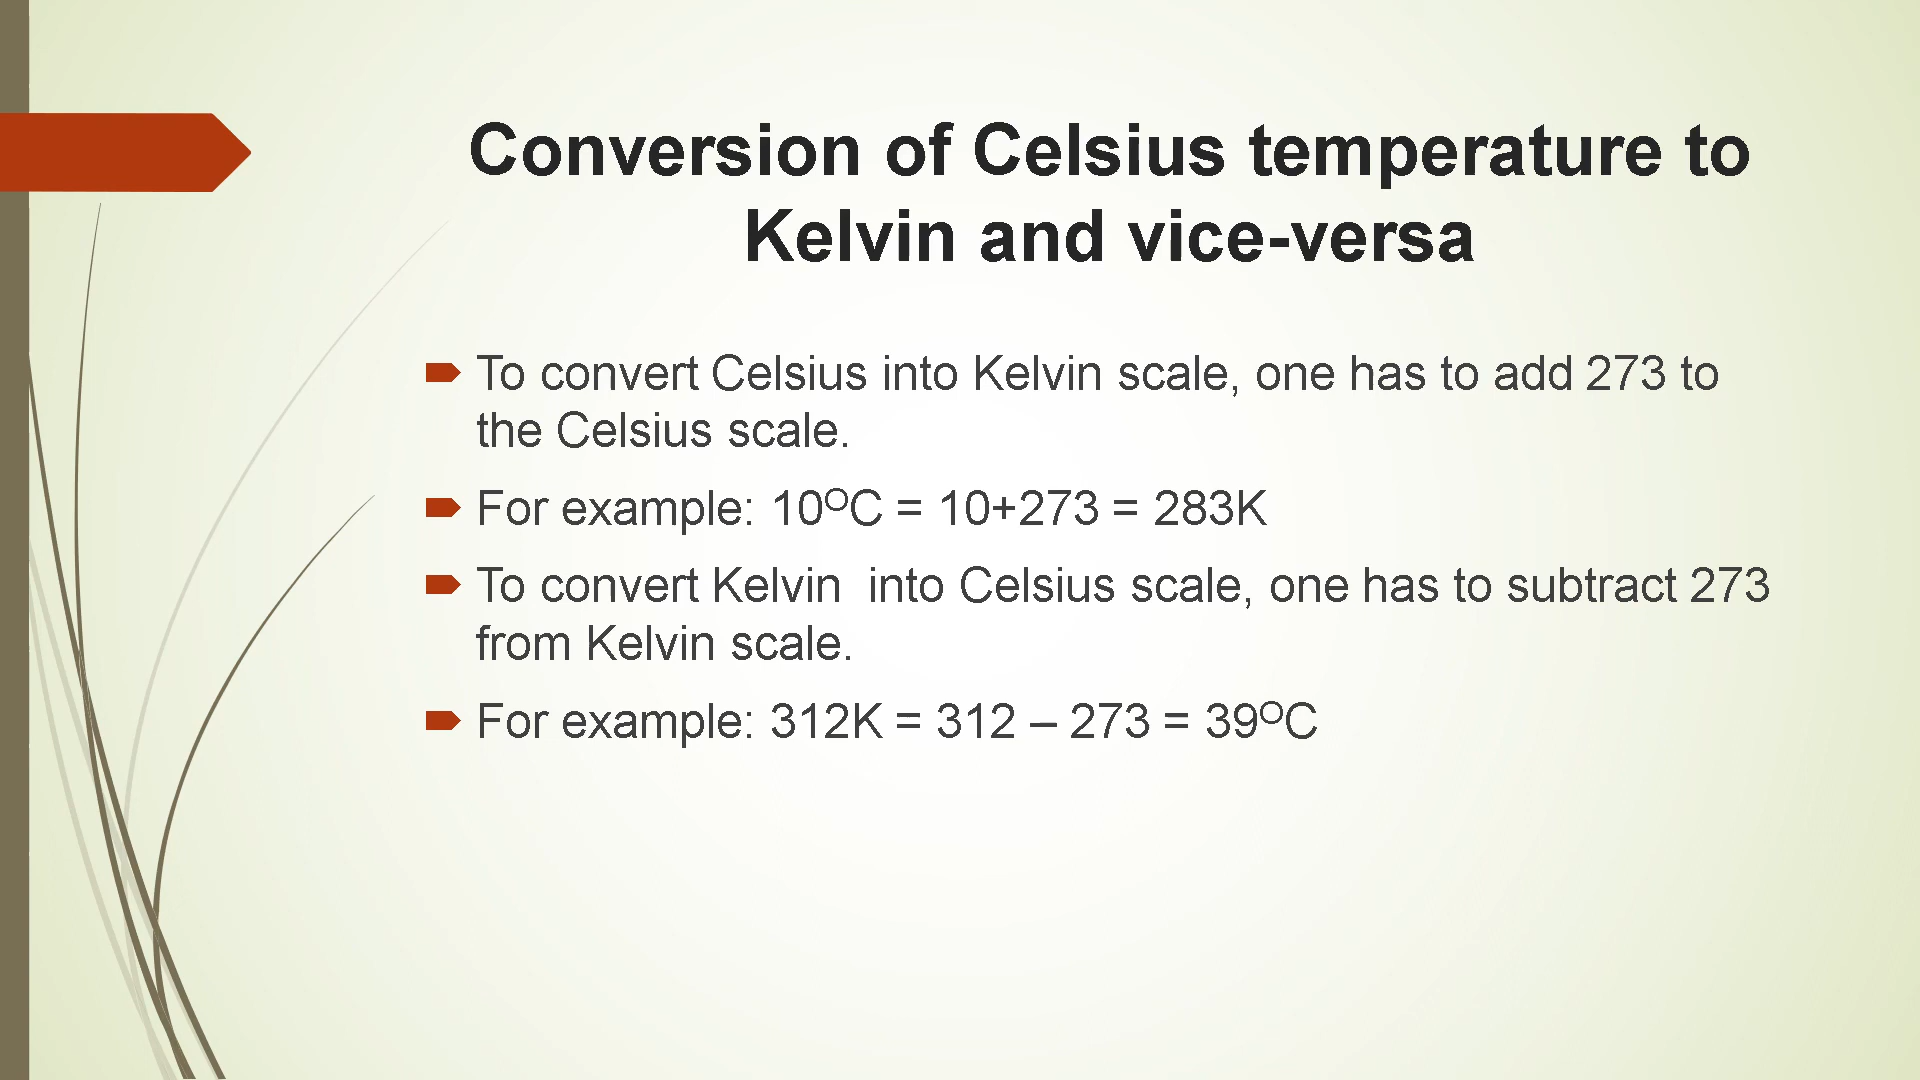 Conversion of Celsius temperature to
Kelvin and vice-versa
To convert Celsius into Kelvin scale, one has to add 273 to
the Celsius scale.
For example: 10ᴼC = 10+273 = 283K
To convert Kelvin  into Celsius scale, one has to subtract 273
from Kelvin scale.
For example: 312K = 312 – 273 = 39ᴼC